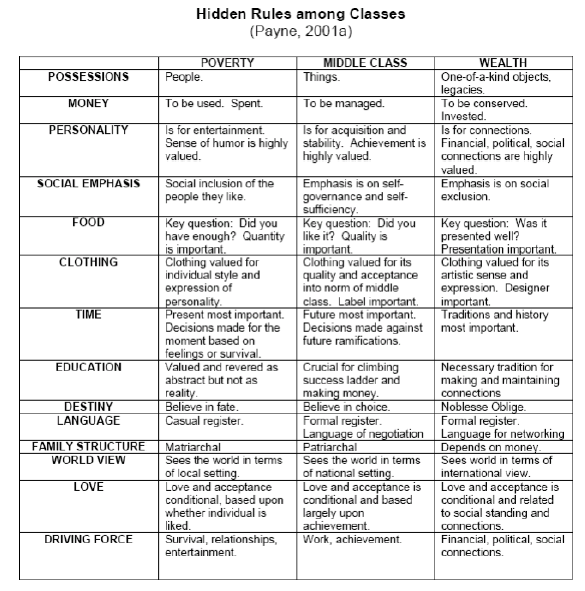 Hidden Rules among Classes
(Payne, 2001a)
POVERTY MIDDLE CLASS WEALTH
POSSESSIONS People. Things. One-of-a-kind objects,
legacies.
MONEY To be used. Spent. To be managed. To be conserved.
Invested.
PERSONALITY Is for entertainment. Is for acquisition and Is for connections.
Sense of humor is highly stability. Achievement is Financial, political, social
valued. highly valued. connections are highly
valued.
SOCIAL EMPHASIS Social inclusion of the Emphasis is on self- Emphasis is on social
people they like. governance and self- exclusion.
sufficiency.
FOOD Key question: Did you Key question: Did you Key question: Was it
have enough? Quantity like it? Quality is presented well?
is important. important. Presentation important.
CLOTHING Clothing valued for Clothing valued for its Clothing valued for its
individual style and quality and acceptance artistic sense and
expression of into norm of middle expression. Designer
personality. class. Label important. important.
TIME Present most important. Future most important. Traditions and history
Decisions made for the Decisions made against most important.
moment based on future ramifications.
feelings or survival.
EDUCATION Valued and revered as Crucial for climbing Necessary tradition for
abstract but not as success ladder and making and maintaining
reality. making money. connections
DESTINY Believe in fate. Believe in choice. Noblesse Oblige.
LANGUAGE Casual register. Formal register. Formal register.
Language of negotiation Language for networking
FAMILY STRUCTURE Matriarchal Patriarchal Depends on money.
WORLD VIEW Sees the world in terms Sees the world in terms Sees world in terms of
of local setting. of national setting. international view.
LOVE Love and acceptance Love and acceptance is Love and acceptance is
conditional, based upon conditional and based conditional and related
whether individual is largely upon to social standing and
liked. achievement. connections.
DRIVING FORCE Survival, relationships, Work, achievement. Financial, political, social
entertainment. connections.